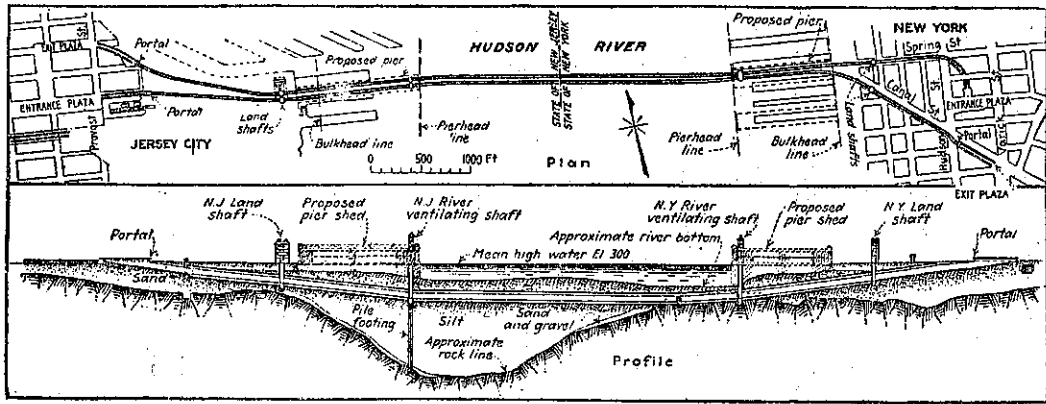 EXIT PLAZA
Portal
ENTRANCE PLAZA
Portal
JERSEY CITY
Land
shafts
Proposed pier
Bulkhead line
Pierhead
line
HUDSON RIVER
STATE OF NEW JERSEY
STATE OF NEW YORK
0 500 1000 Ft
Plan
Proposed pier
Pierhead
line
Bulkhead
line
Land shafts
NEW YORK
Spring St
Canal
St
Hudson
ENTRANCE PLAZA
Portal
EXIT PLAZA
N.J Land
shaft
Proposed
pier shed
N.J River
ventilating shaft
N.Y. River
ventilating shaft
Proposed
pier shed
N.Y. Land
shaft
Portal
Approximate river bottom
Mean high water El 300
Portal
Sand
Pile
footing
Silt
Sand
and gravel
Approximate
rock line
Profile